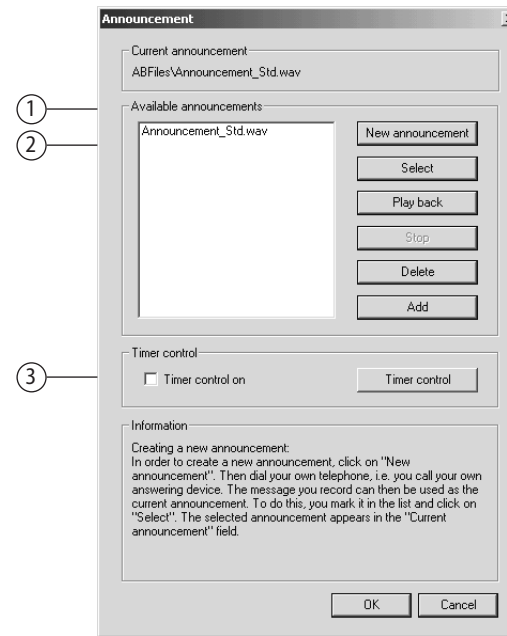 Announcement
Current announcement
ABFiles\Announcement_Std.wav
1
Available announcements
2
Announcement_Std.wav
New announcement
Select
Play back
Stop
Delete
Add
Timer control
3
Timer control on
Timer control
Information
Creating a new announcement:
In order to create a new announcement, click on "New
announcement". Then dial your own telephone, i.e. you call your own
answering device. The message you record can then be used as the
current announcement. To do this, you mark it in the list and click on
"Select". The selected announcement appears in the "Current
announcement" field.
OK
Cancel